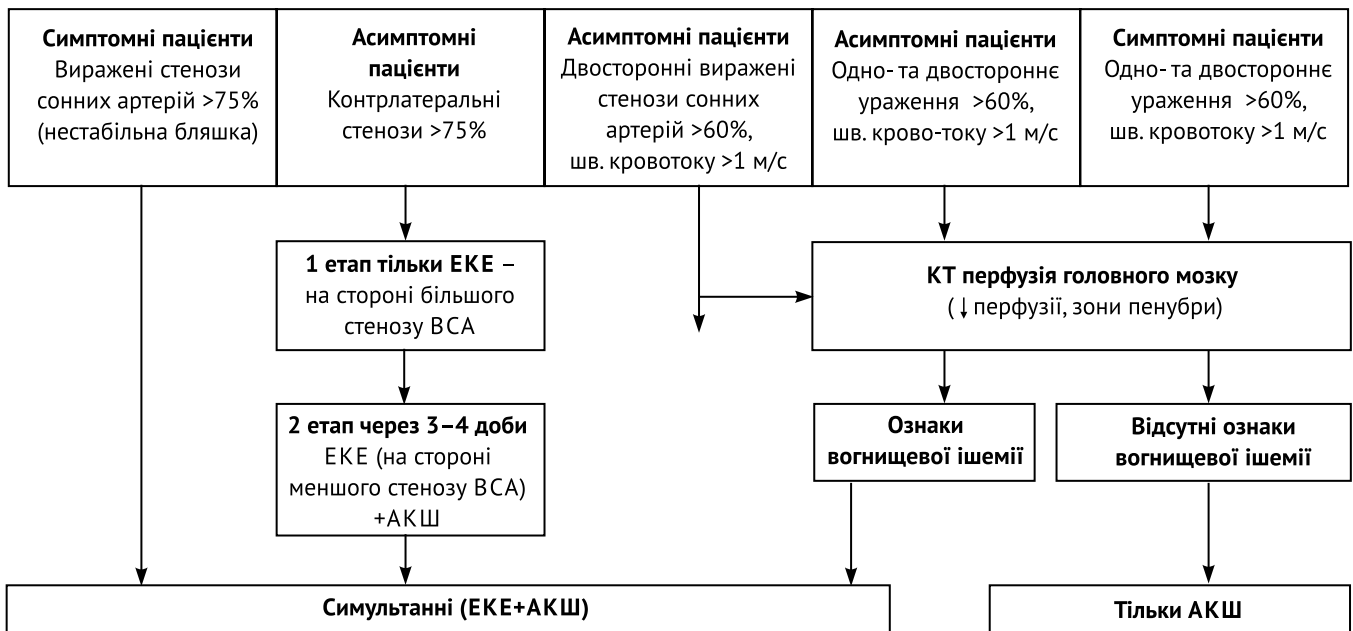 Симптомні пацієнти
Виражені стенози
сонних артерій >75%
(нестабільна бляшка)
Асимптомні
пацієнти
Контрлатеральні
стенози >75%
Асимптомні пацієнти
Двосторонні виражені
стенози сонних
артерій >60%,
шв. кровотоку >1 м/с
Асимптомні пацієнти
Одно- та двостороннє
ураження >60%,
шв. крово-току >1 м/с
Симптомні пацієнти
Одно- та двостороннє
ураження >60%,
шв. кровотоку >1 м/с
1 етап тільки ЕКЕ –
на стороні більшого
стенозу ВСА
КТ перфузія головного мозку
(↓ перфузії, зони пенубри)
2 етап через 3–4 доби
ЕКЕ (на стороні
меншого стенозу ВСА)
+АКШ
Ознаки
вогнищевої ішемії
Відсутні ознаки
вогнищевої ішемії
Симультанні (ЕКЕ+АКШ)
Тільки АКШ